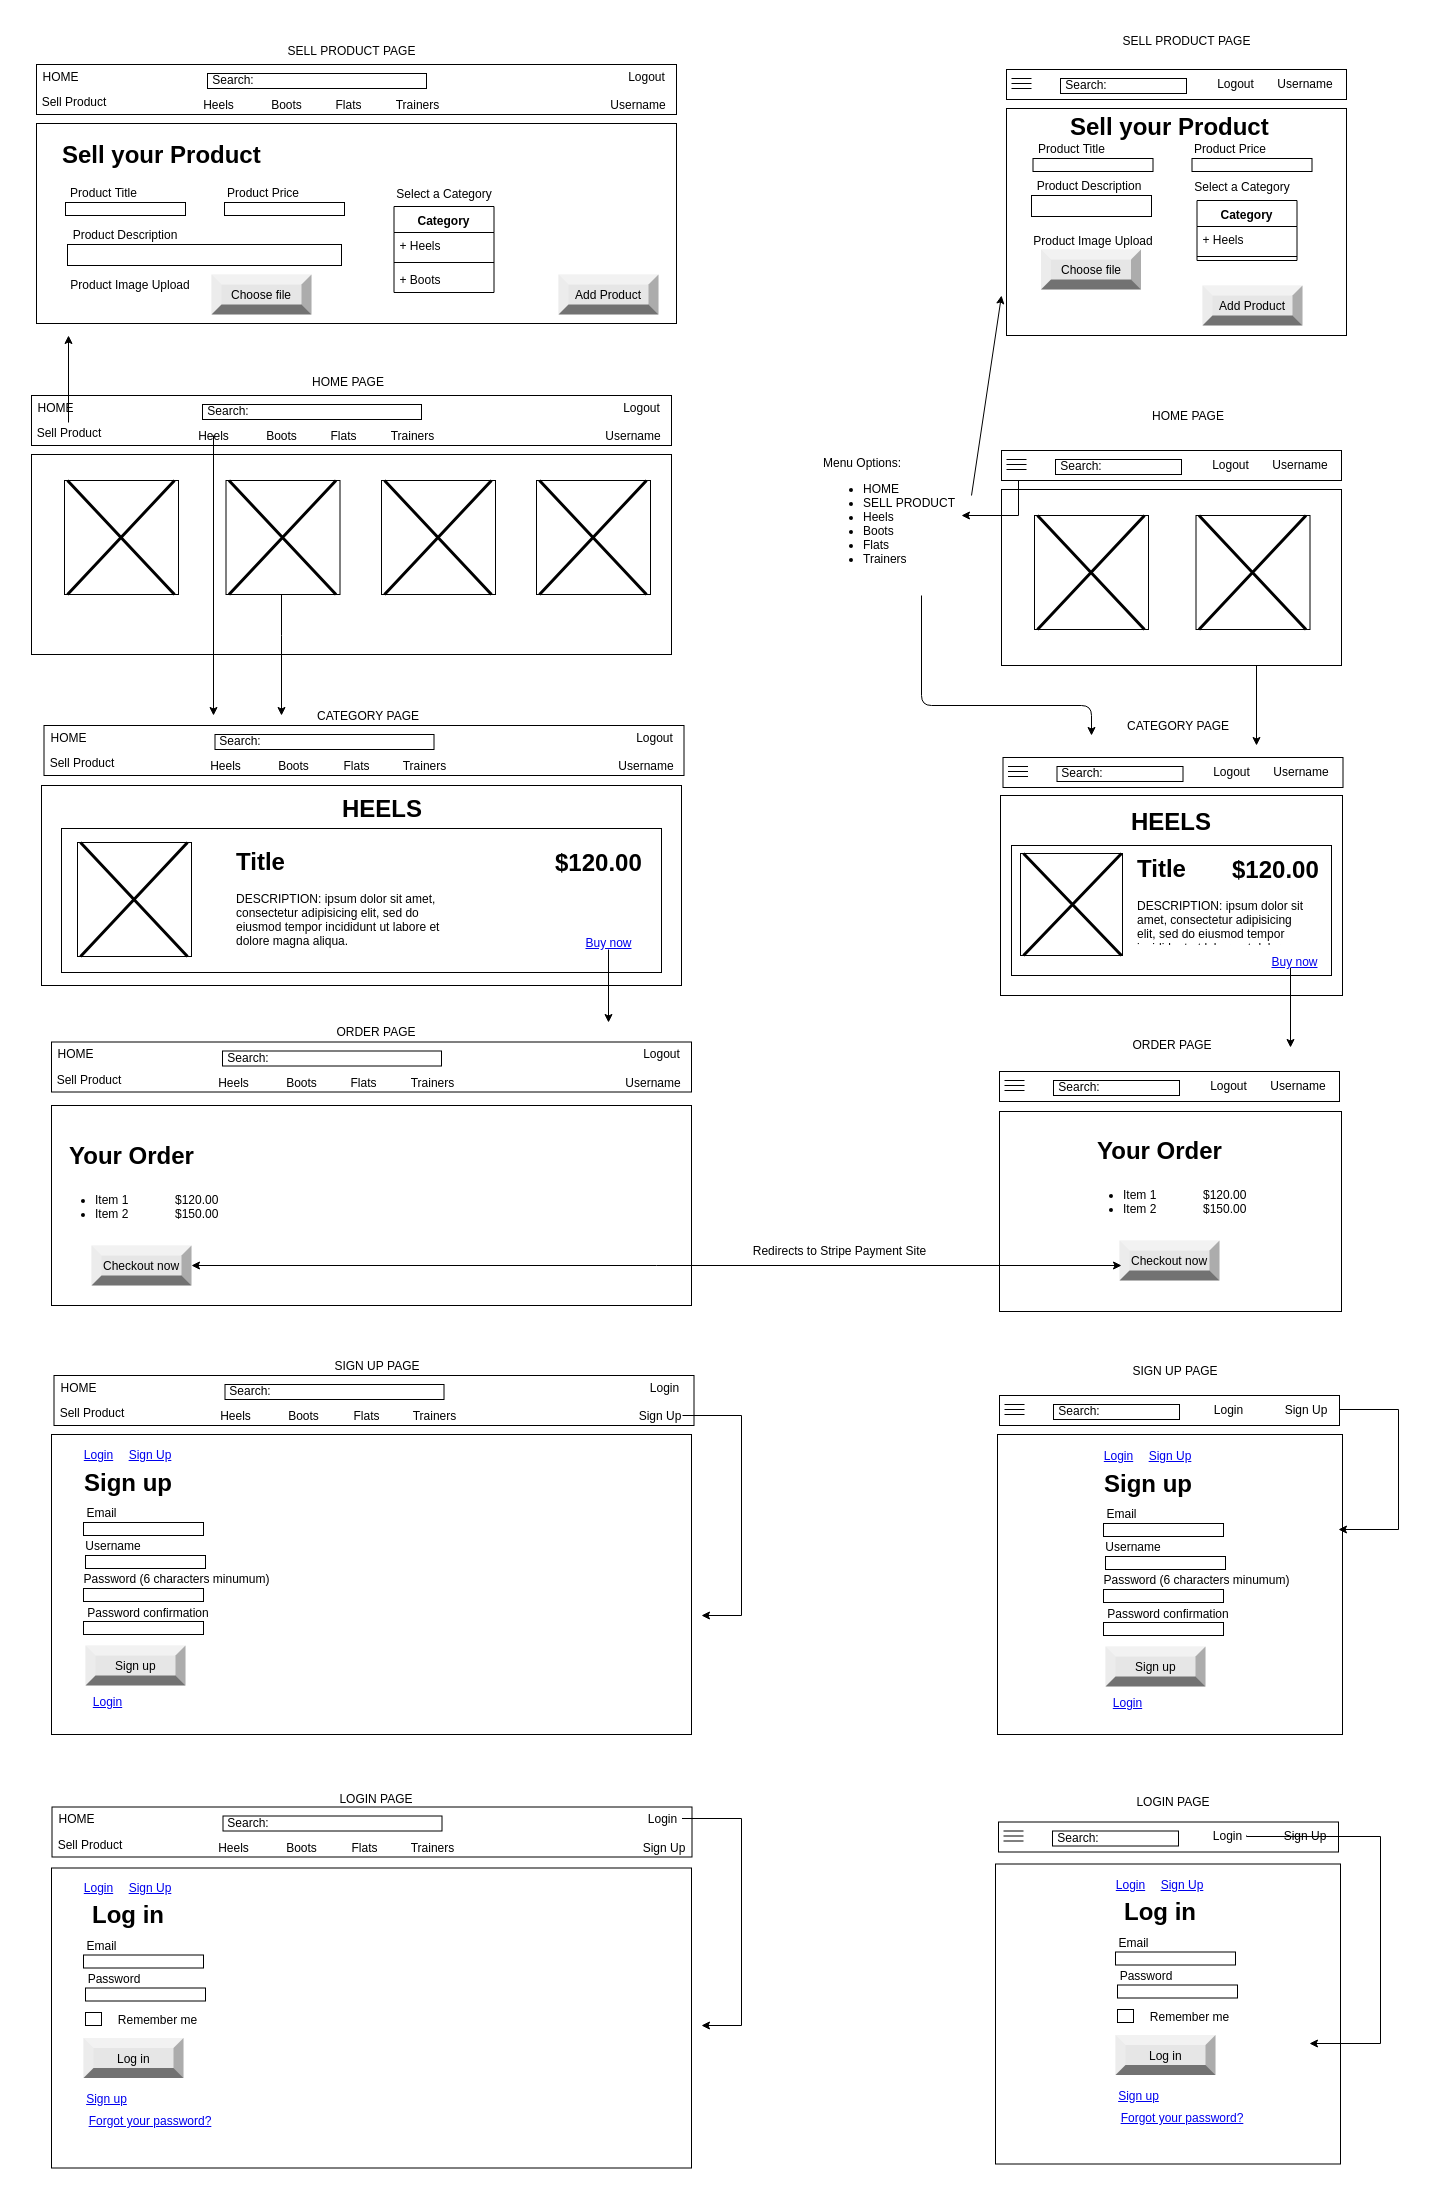 SELL PRODUCT PAGE
HOME
Search:
Logout
Sell Product
Heels Boots Flats Trainers
Username
Sell your Product
Product Title Product Price Select a Category
Category
Product Description
+ Heels
Product Image Upload Choose file
+ Boots
Add Product
HOME PAGE
HOME
Search:
Logout
Sell Product
Heels Boots Flats Trainers
Username
CATEGORY PAGE
HOME
Search:
Logout
Sell Product
Heels Boots Flats Trainers
Username
HEELS
Title $120.00
DESCRIPTION: ipsum dolor sit amet,
consectetur adipisicing elit, sed do
eiusmod tempor incididunt ut labore et
dolore magna aliqua.
Buy now
ORDER PAGE
HOME
Search:
Logout
Sell Product
Heels Boots Flats Trainers
Username
Your Order
Item 1 $120.00
Item 2 $150.00
Checkout now
Redirects to Stripe Payment Site
SIGN UP PAGE
HOME
Search:
Login
Sell Product
Heels Boots Flats Trainers
Sign Up
Login Sign Up
Sign up
Email
Username
Password (6 characters minumum)
Password confirmation
Sign up
Login
LOGIN PAGE
HOME
Search:
Login
Sell Product
Heels Boots Flats Trainers
Sign Up
Login Sign Up
Log in
Email
Password
Remember me
Log in
Sign up
Forgot your password?
SELL PRODUCT PAGE
Search: Logout Username
Sell your Product
Product Title Product Price
Product Description Select a Category
Category
Product Image Upload + Heels
Choose file
Add Product
HOME PAGE
Search: Logout Username
Menu Options:
HOME
SELL PRODUCT
Heels
Boots
Flats
Trainers
CATEGORY PAGE
Search: Logout Username
HEELS
Title $120.00
DESCRIPTION: ipsum dolor sit
amet, consectetur adipisicing
elit, sed do eiusmod tempor
Buy now
ORDER PAGE
Search: Logout Username
Your Order
Item 1 $120.00
Item 2 $150.00
Checkout now
SIGN UP PAGE
Search: Login Sign Up
Login Sign Up
Sign up
Email
Username
Password (6 characters minumum)
Password confirmation
Sign up
Login
LOGIN PAGE
Search: Login Sign Up
Login Sign Up
Log in
Email
Password
Remember me
Log in
Sign up
Forgot your password?